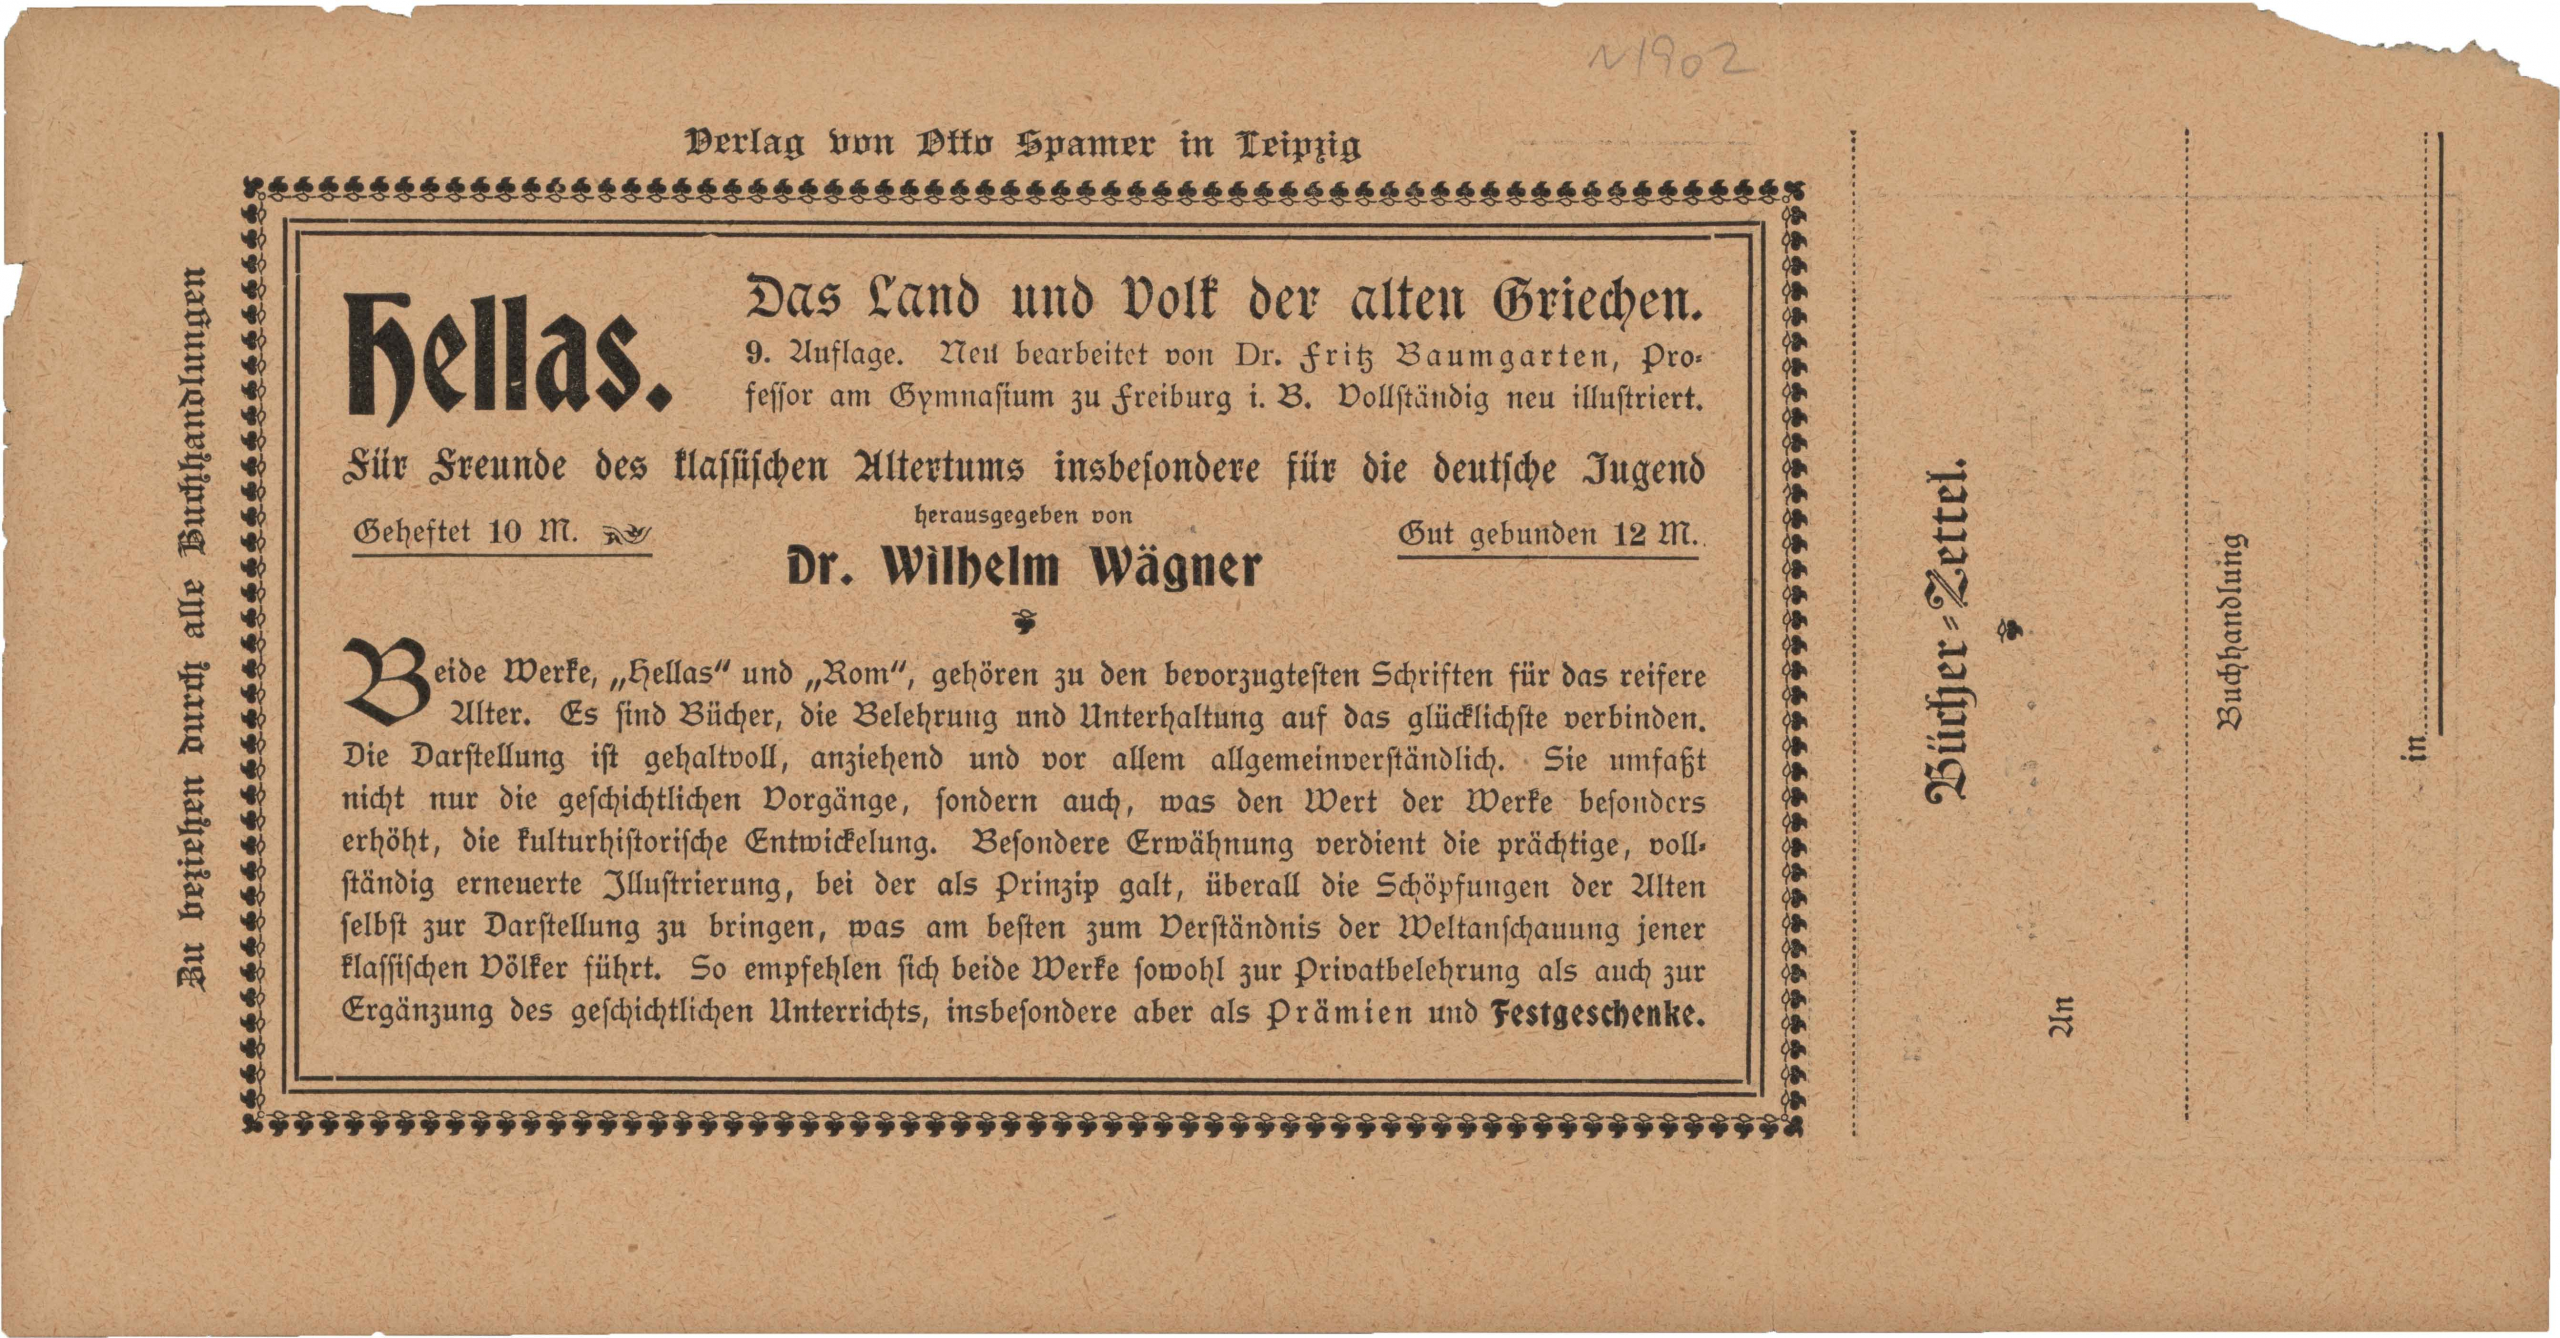 N 1902
Verlag von Otto Spamer in Leipzig
Zu beziehen durch alle Buchhandlungen
Hellas.
Das Land und Volk der alten Griechen.
9. Auflage. Neu bearbeitet von Dr. Fritz Baumgarten, Pro-
fessor am Gymnasium zu Freiburg i. B. Vollständig neu illustriert.
Für Freunde des klassischen Altertums insbesondere für die deutsche Jugend
herausgegeben von
Geheftet 10 M.
Gut gebunden 12 M.
Dr. Wilhelm Wägner
Beide Werke, „Hellas“ und „Rom“, gehören zu den bevorzugtesten Schriften für das reifere
Alter. Es sind Bücher, die Belehrung und Unterhaltung auf das glücklichste verbinden.
Die Darstellung ist gehaltvoll, anziehend und vor allem allgemeinverständlich. Sie umfaßt
nicht nur die geschichtlichen Vorgänge, sondern auch, was den Wert der Werke besonders
erhöht, die kulturhistorische Entwickelung. Besondere Erwähnung verdient die prächtige, voll-
ständig erneuerte Illustrierung, bei der als Prinzip galt, überall die Schöpfungen der Alten
selbst zur Darstellung zu bringen, was am besten zum Verständnis der Weltanschauung jener
klassischen Völker führt. So empfehlen sich beide Werke sowohl zur Privatbelehrung als auch zur
Ergänzung des geschichtlichen Unterrichts, insbesondere aber als Prämien und Festgeschenke.
Bücher-Zettel.
An
Buchhandlung
in